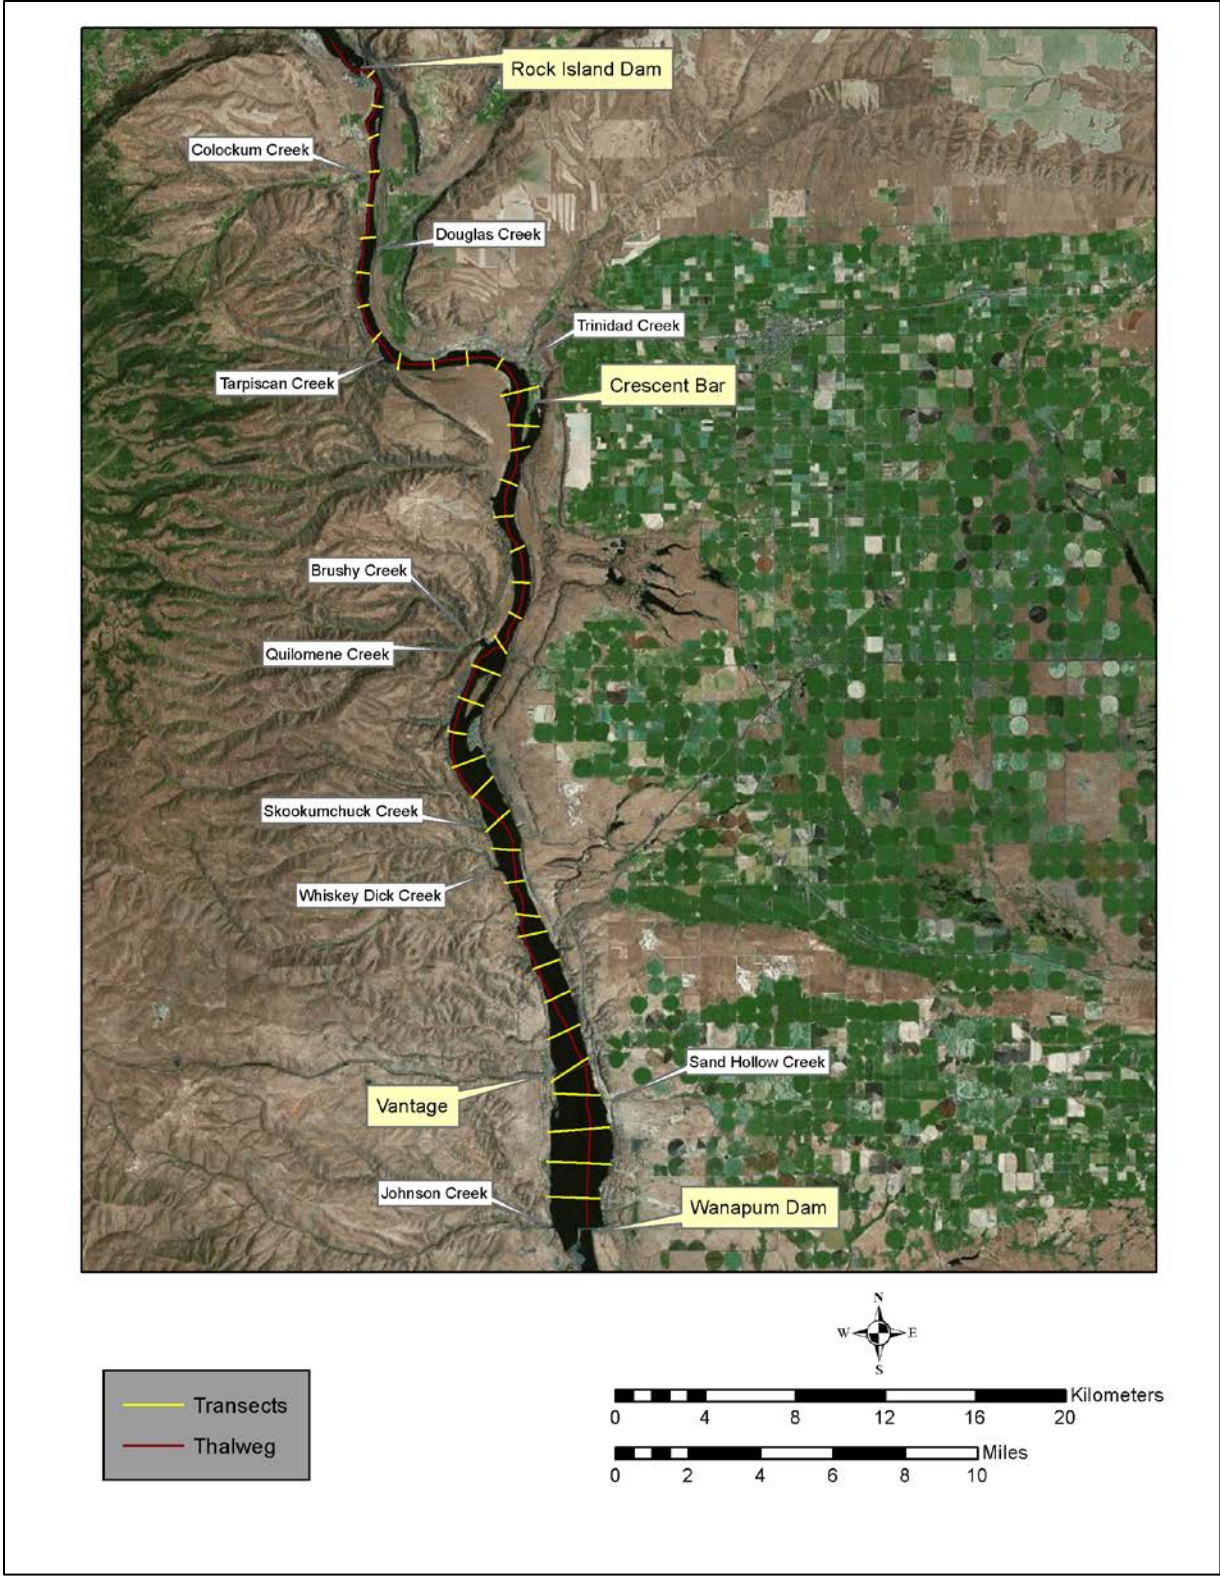 Rock Island Dam
Colockum Creek
Douglas Creek
Trinidad Creek
Tarpiscan Creek
Crescent Bar
Brushy Creek
Quilomene Creek
Skookumchuck Creek
Whiskey Dick Creek
Sand Hollow Creek
Vantage
Johnson Creek
Wanapum Dam
N
W E
S
Transects
Thalweg
Kilometers
0 4 8 12 16 20
Miles
0 2 4 6 8 10